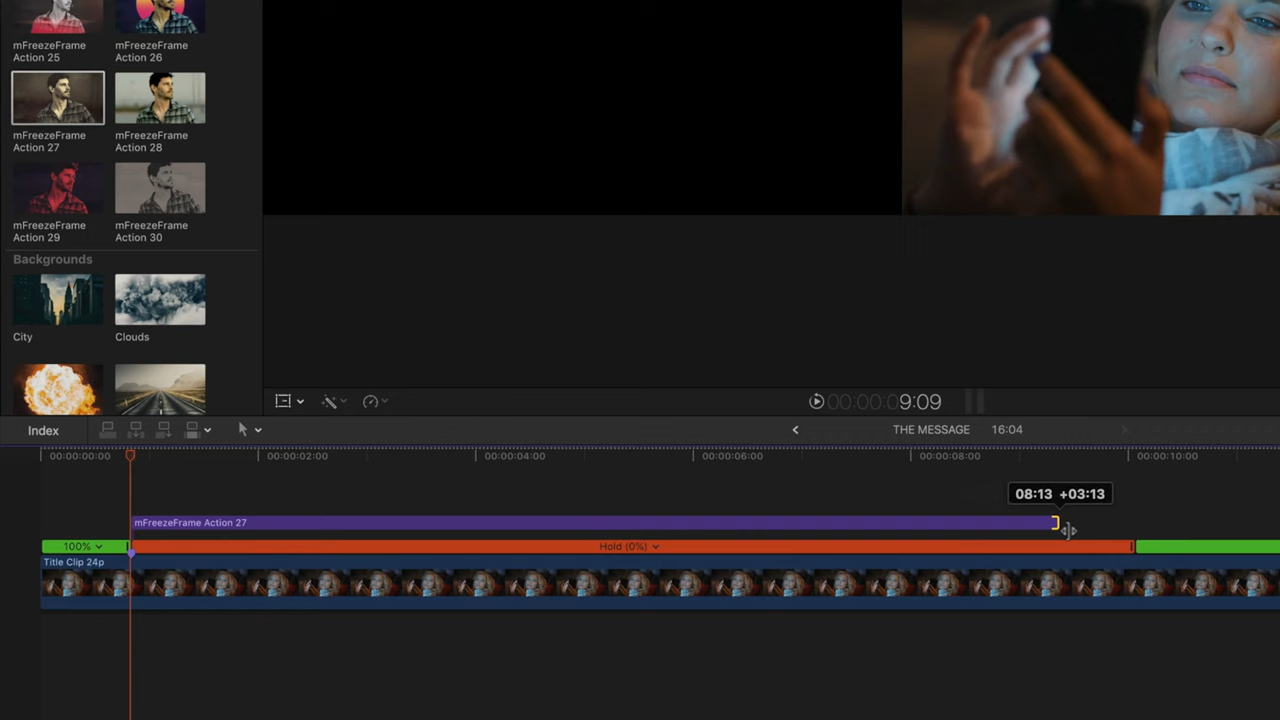 mFreezeFrame
Action 25
mFreezeFrame
Action 26
mFreezeFrame
Action 27
mFreezeFrame
Action 28
mFreezeFrame
Action 29
mFreezeFrame
Action 30
Backgrounds
City
Clouds
00:00:09:09
Index
THE MESSAGE
16:04
00:00:00:00
00:00:02:00
00:00:04:00
00:00:06:00
00:00:08:00
00:00:10:00
08:13 +03:13
mFreezeFrame Action 27
100%
Hold (0%)
Title Clip 24p